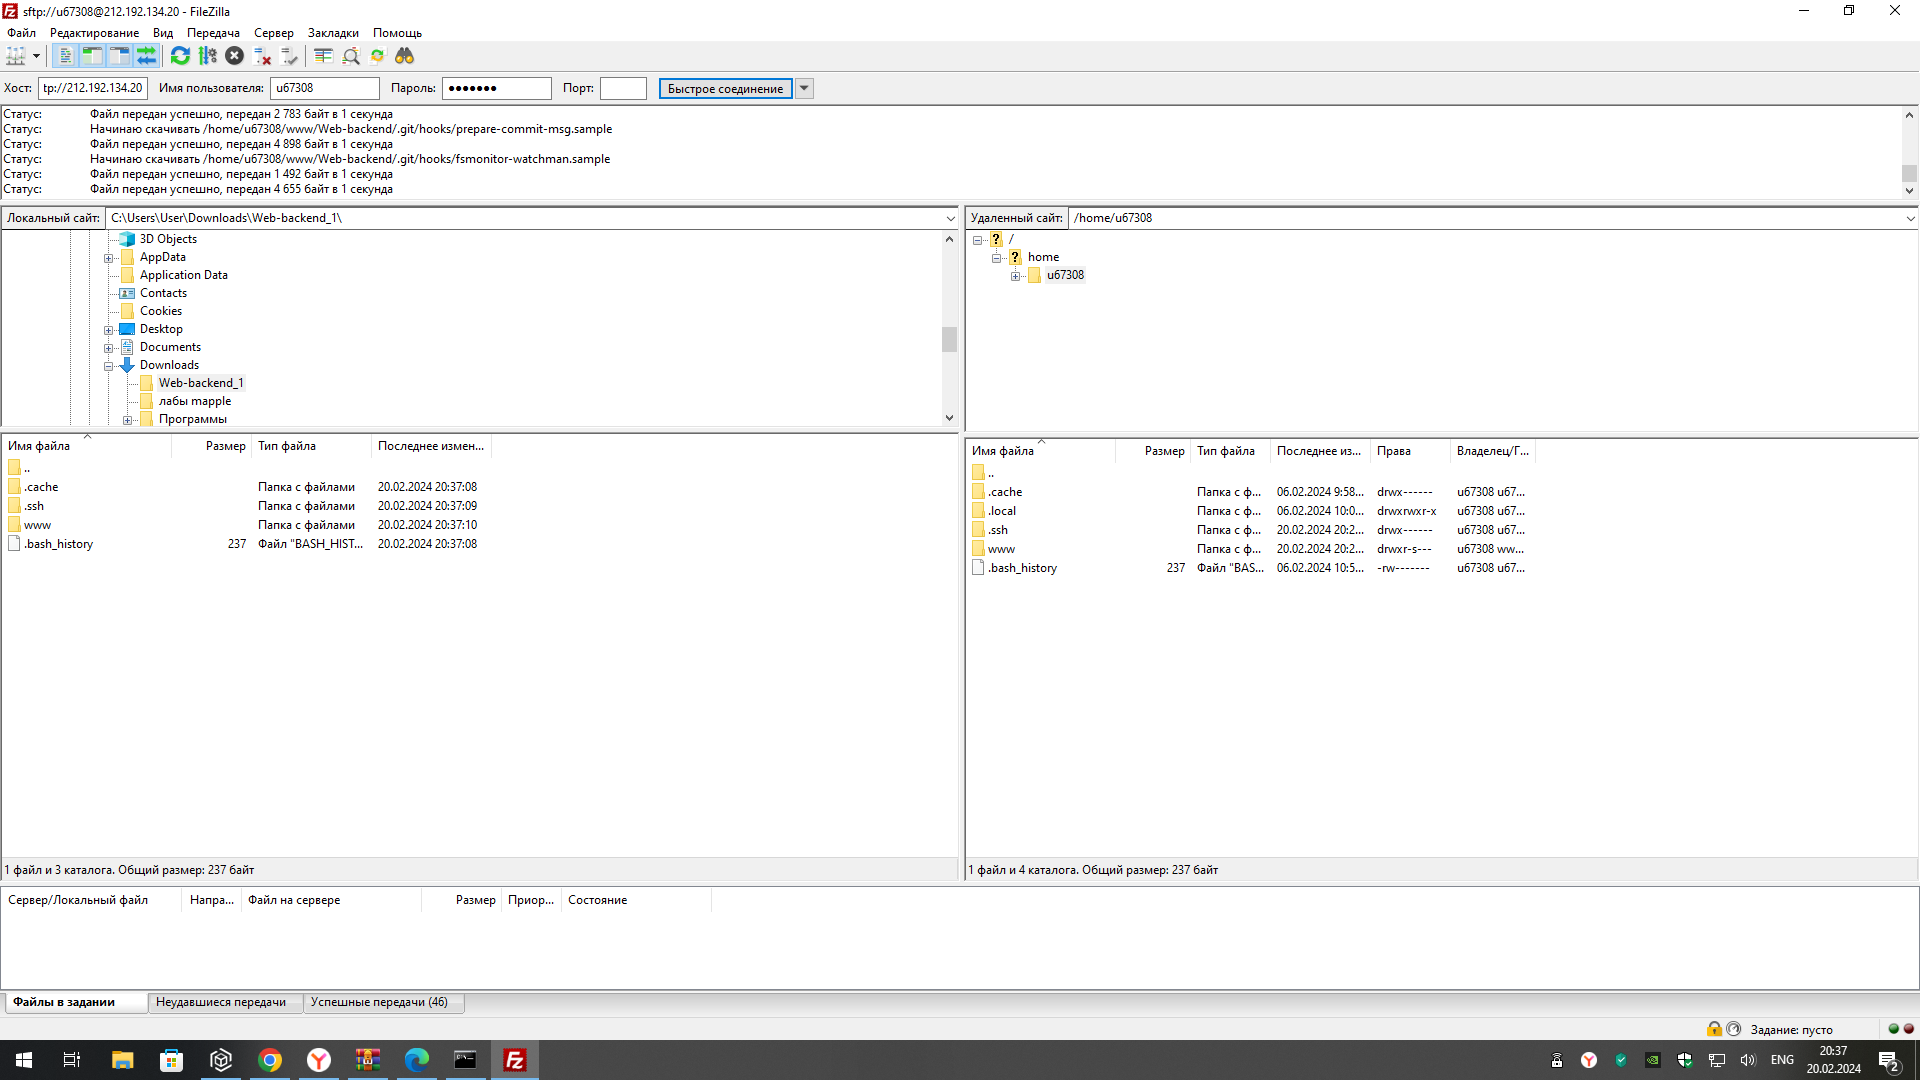 sftp://u67308@212.192.134.20 - FileZilla
Файл Редактирование Вид Передача Сервер Закладки Помощь
Хост: tp://212.192.134.20 Имя пользователя: u67308 Пароль: ●●●●●●● Порт: Быстрое соединение
Статус: Файл передан успешно, передан 2 783 байт в 1 секунда
Статус: Начинаю скачивать /home/u67308/www/Web-backend/.git/hooks/prepare-commit-msg.sample
Статус: Файл передан успешно, передан 4 898 байт в 1 секунда
Статус: Начинаю скачивать /home/u67308/www/Web-backend/.git/hooks/fsmonitor-watchman.sample
Статус: Файл передан успешно, передан 1 492 байт в 1 секунда
Статус: Файл передан успешно, передан 4 655 байт в 1 секунда
Локальный сайт: C:\Users\User\Downloads\Web-backend_1\
3D Objects
AppData
Application Data
Contacts
Cookies
Desktop
Documents
Downloads
Web-backend_1
лабы mapple
Программы
Имя файла Размер Тип файла Последнее измен...
..
.cache Папка с файлами 20.02.2024 20:37:08
.ssh Папка с файлами 20.02.2024 20:37:09
www Папка с файлами 20.02.2024 20:37:10
.bash_history 237 Файл "BASH_HIST... 20.02.2024 20:37:08
1 файл и 3 каталога. Общий размер: 237 байт
Удаленный сайт: /home/u67308
/
home
u67308
Имя файла Размер Тип файла Последнее из... Права Владелец/Г...
..
.cache Папка с ф... 06.02.2024 9:58... drwx------ u67308 u67...
.local Папка с ф... 06.02.2024 10:0... drwxrwxr-x u67308 u67...
.ssh Папка с ф... 20.02.2024 20:2... drwx------ u67308 u67...
www Папка с ф... 20.02.2024 20:2... drwxr-s--- u67308 ww...
.bash_history 237 Файл "BAS... 06.02.2024 10:5... -rw------- u67308 u67...
1 файл и 4 каталога. Общий размер: 237 байт
Сервер/Локальный файл Напра... Файл на сервере Размер Приор... Состояние
Файлы в задании Неудавшиеся передачи Успешные передачи (46)
Задание: пусто
ENG
20:37
20.02.2024
2